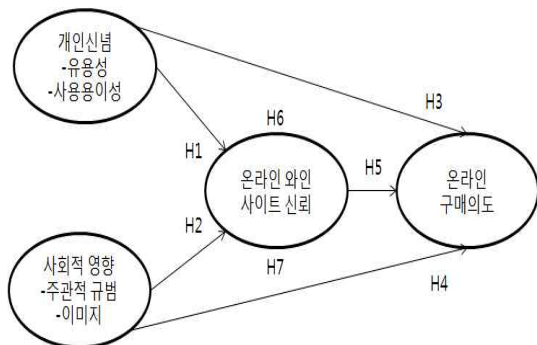 개인신념
-유용성
-사용용이성
H3
H6
H1
온라인 와인
사이트 신뢰
H5
온라인
구매의도
H2
사회적 영향
-주관적 규범
-이미지
H7
H4